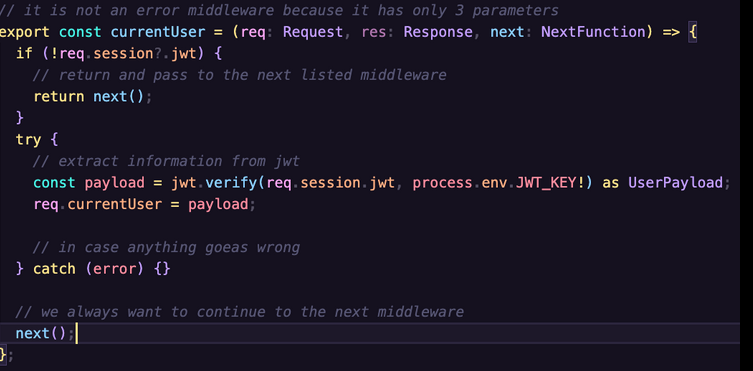 // it is not an error middleware because it has only 3 parameters
export const currentUser = (req: Request, res: Response, next: NextFunction) => {
if (!req.session?.jwt) {
// return and pass to the next listed middleware
return next();
}
try {
// extract information from jwt
const payload = jwt.verify(req.session.jwt, process.env.JWT_KEY!) as UserPayload;
req.currentUser = payload;
// in case anything goeas wrong
} catch (error) {}
// we always want to continue to the next middleware
next();
};